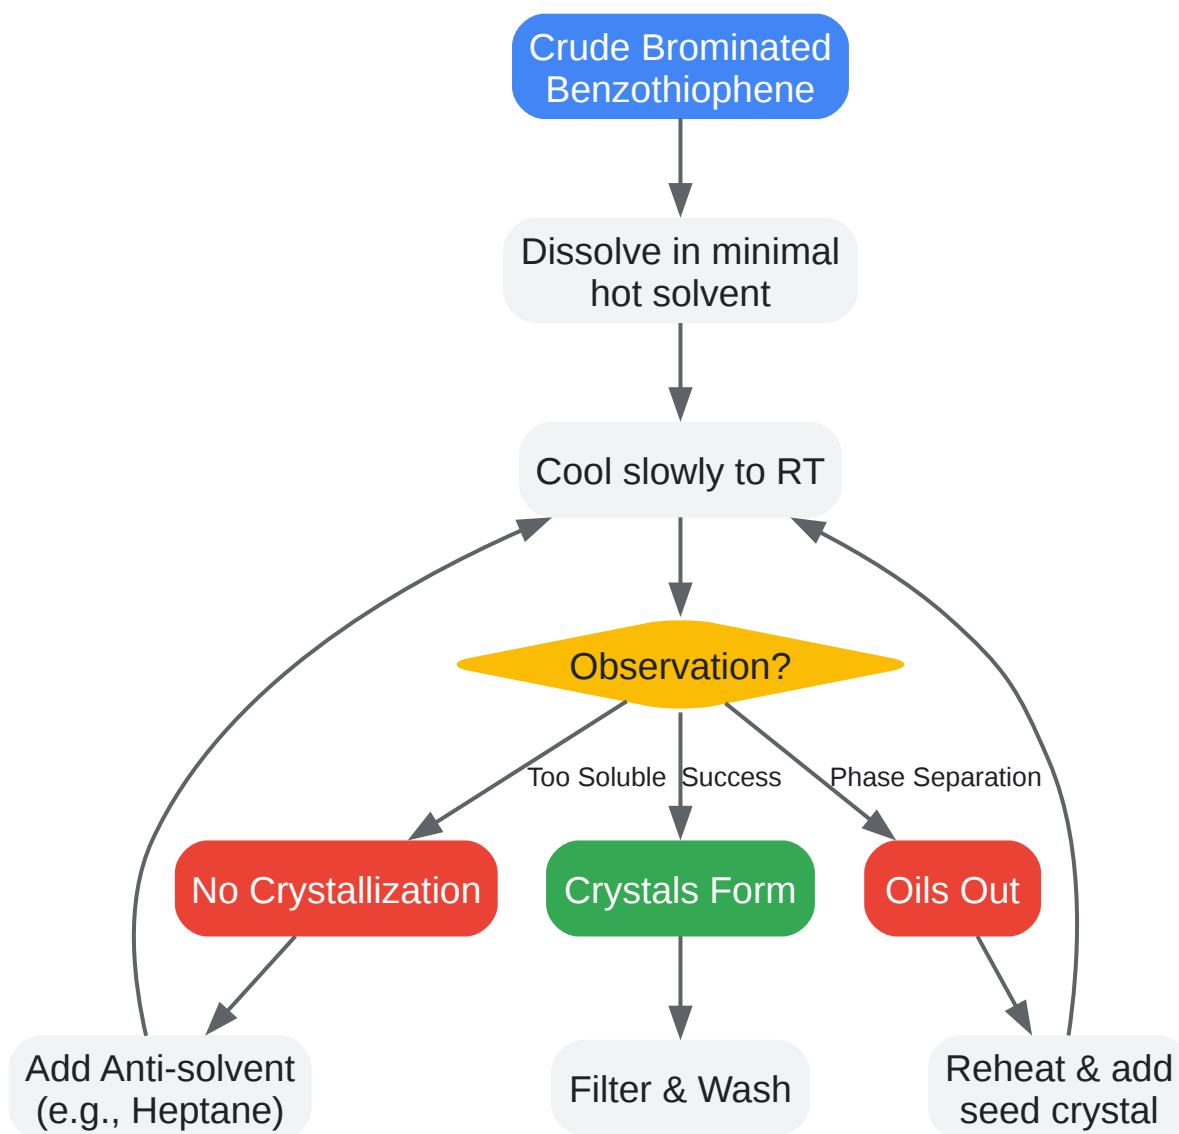 Crude Brominated
Benzothiophene
Dissolve in minimal
hot solvent
Cool slowly to RT
Observation?
Too Soluble
Success
Phase Separation
No Crystallization
Crystals Form
Oils Out
Add Anti-solvent
(e.g., Heptane)
Filter & Wash
Reheat & add
seed crystal